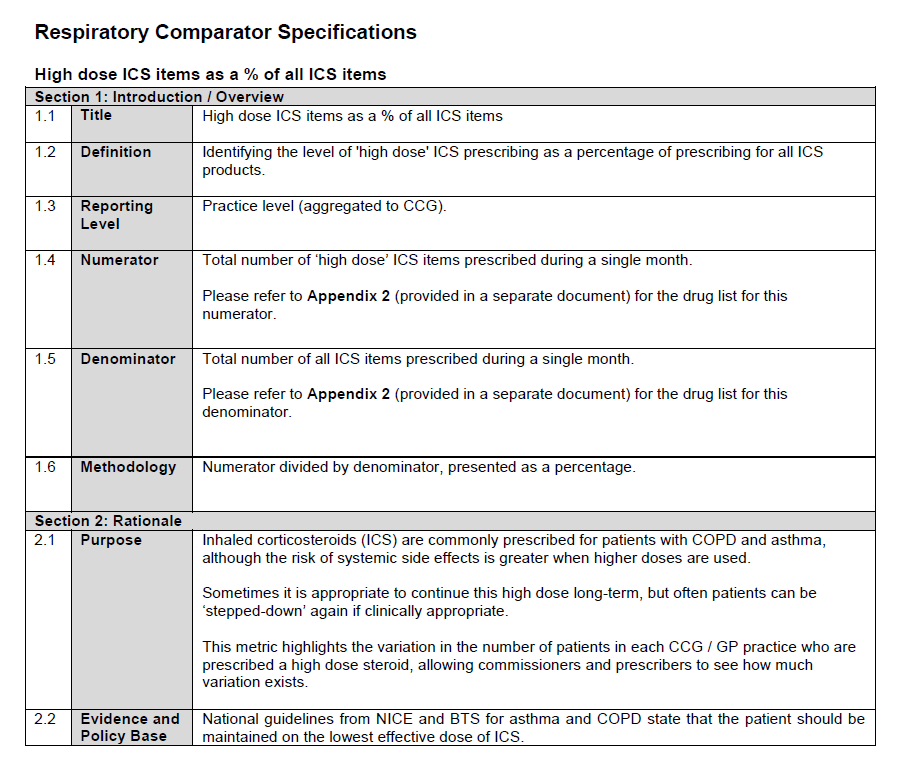 Respiratory Comparator Specifications
High dose ICS items as a % of all ICS items
Section 1: Introduction / Overview
1.1 Title High dose ICS items as a % of all ICS items
1.2 Definition Identifying the level of 'high dose' ICS prescribing as a percentage of prescribing for all ICS
products.
1.3 Reporting Practice level (aggregated to CCG).
Level
1.4 Numerator Total number of ‘high dose’ ICS items prescribed during a single month.
Please refer to Appendix 2 (provided in a separate document) for the drug list for this
numerator.
1.5 Denominator Total number of all ICS items prescribed during a single month.
Please refer to Appendix 2 (provided in a separate document) for the drug list for this
denominator.
1.6 Methodology Numerator divided by denominator, presented as a percentage.
Section 2: Rationale
2.1 Purpose Inhaled corticosteroids (ICS) are commonly prescribed for patients with COPD and asthma,
although the risk of systemic side effects is greater when higher doses are used.
Sometimes it is appropriate to continue this high dose long-term, but often patients can be
‘stepped-down’ again if clinically appropriate.
This metric highlights the variation in the number of patients in each CCG / GP practice who are
prescribed a high dose steroid, allowing commissioners and prescribers to see how much
variation exists.
2.2 Evidence and National guidelines from NICE and BTS for asthma and COPD state that the patient should be
Policy Base maintained on the lowest effective dose of ICS.